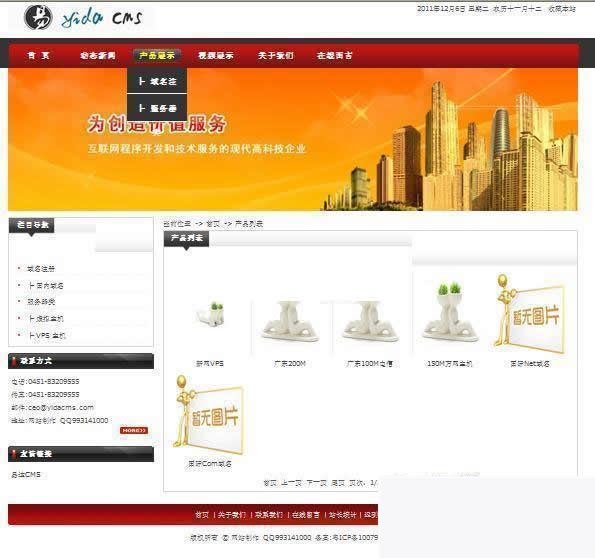 yida CMS
2011年12月6日 星期二 农历十一月十二 收藏本站
首 页 动态新闻 产品展示 视频展示 关于我们 在线留言
├ 域名注
├ 服务器
为创造价值服务
互联网程序开发和技术服务的现代高科技企业
栏目导航
域名注册
├ 国内域名
服务器类
├ 虚拟主机
├ VPS 主机
联系方式
电话:0451-83209555
传真:0451-83209555
邮件:ceo@yidacms.com
地址:网站制作 QQ993141000
MORE>>
友情链接
易达CMS
当前位置 -> 首页 -> 产品列表
产品列表
暂无图片
新网VPS 广东200M 广东100M电信 150M万网主机 国际Net域名
暂无图片
国际Com域名
首页 上一页 下一页 尾页 页次：1/
首页 | 关于我们 | 联系我们 | 在线留言 | 站长统计 |
版权所有 @ 网站制作 QQ993141000 备案:粤ICP备10079